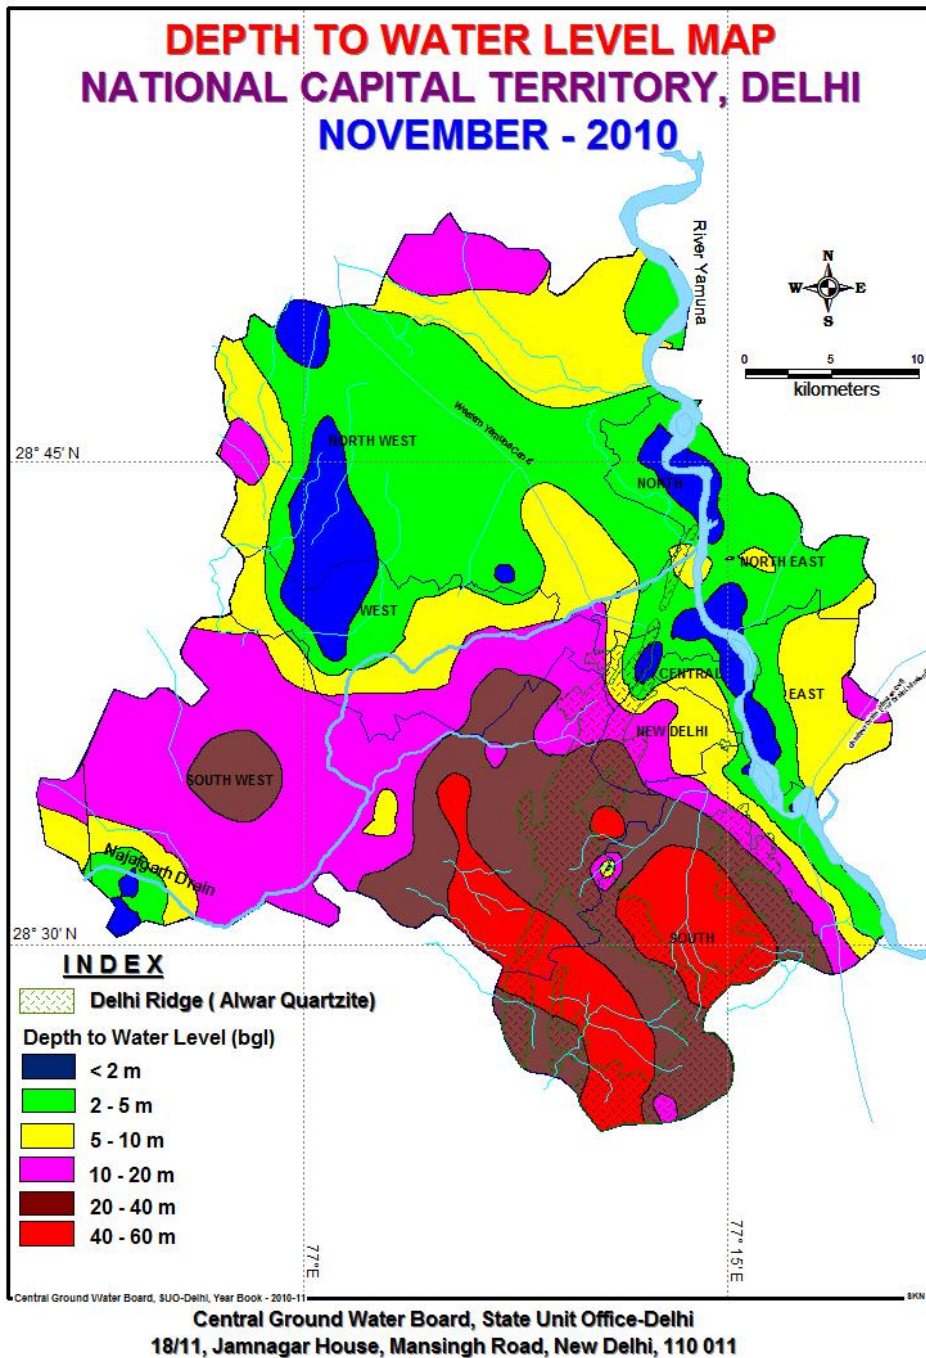 DEPTH TO WATER LEVEL MAP
NATIONAL CAPITAL TERRITORY, DELHI
NOVEMBER - 2010
River Yamuna
N
W E
S
0 5 10
kilometers
28° 45' N
NORTH WEST
Western Yamuna Canal
NORTH
NORTH EAST
WEST
CENTRAL
EAST
NEW DELHI
SOUTH WEST
Najafgarh Drain
28° 30' N
SOUTH
INDEX
Delhi Ridge ( Alwar Quartzite)
Depth to Water Level (bgl)
< 2 m
2 - 5 m
5 - 10 m
10 - 20 m
20 - 40 m
40 - 60 m
77°E
77° 15' E
Central Ground Water Board, SUO-Delhi, Year Book - 2010-11
SKN
Central Ground Water Board, State Unit Office-Delhi
18/11, Jamnagar House, Mansingh Road, New Delhi, 110 011